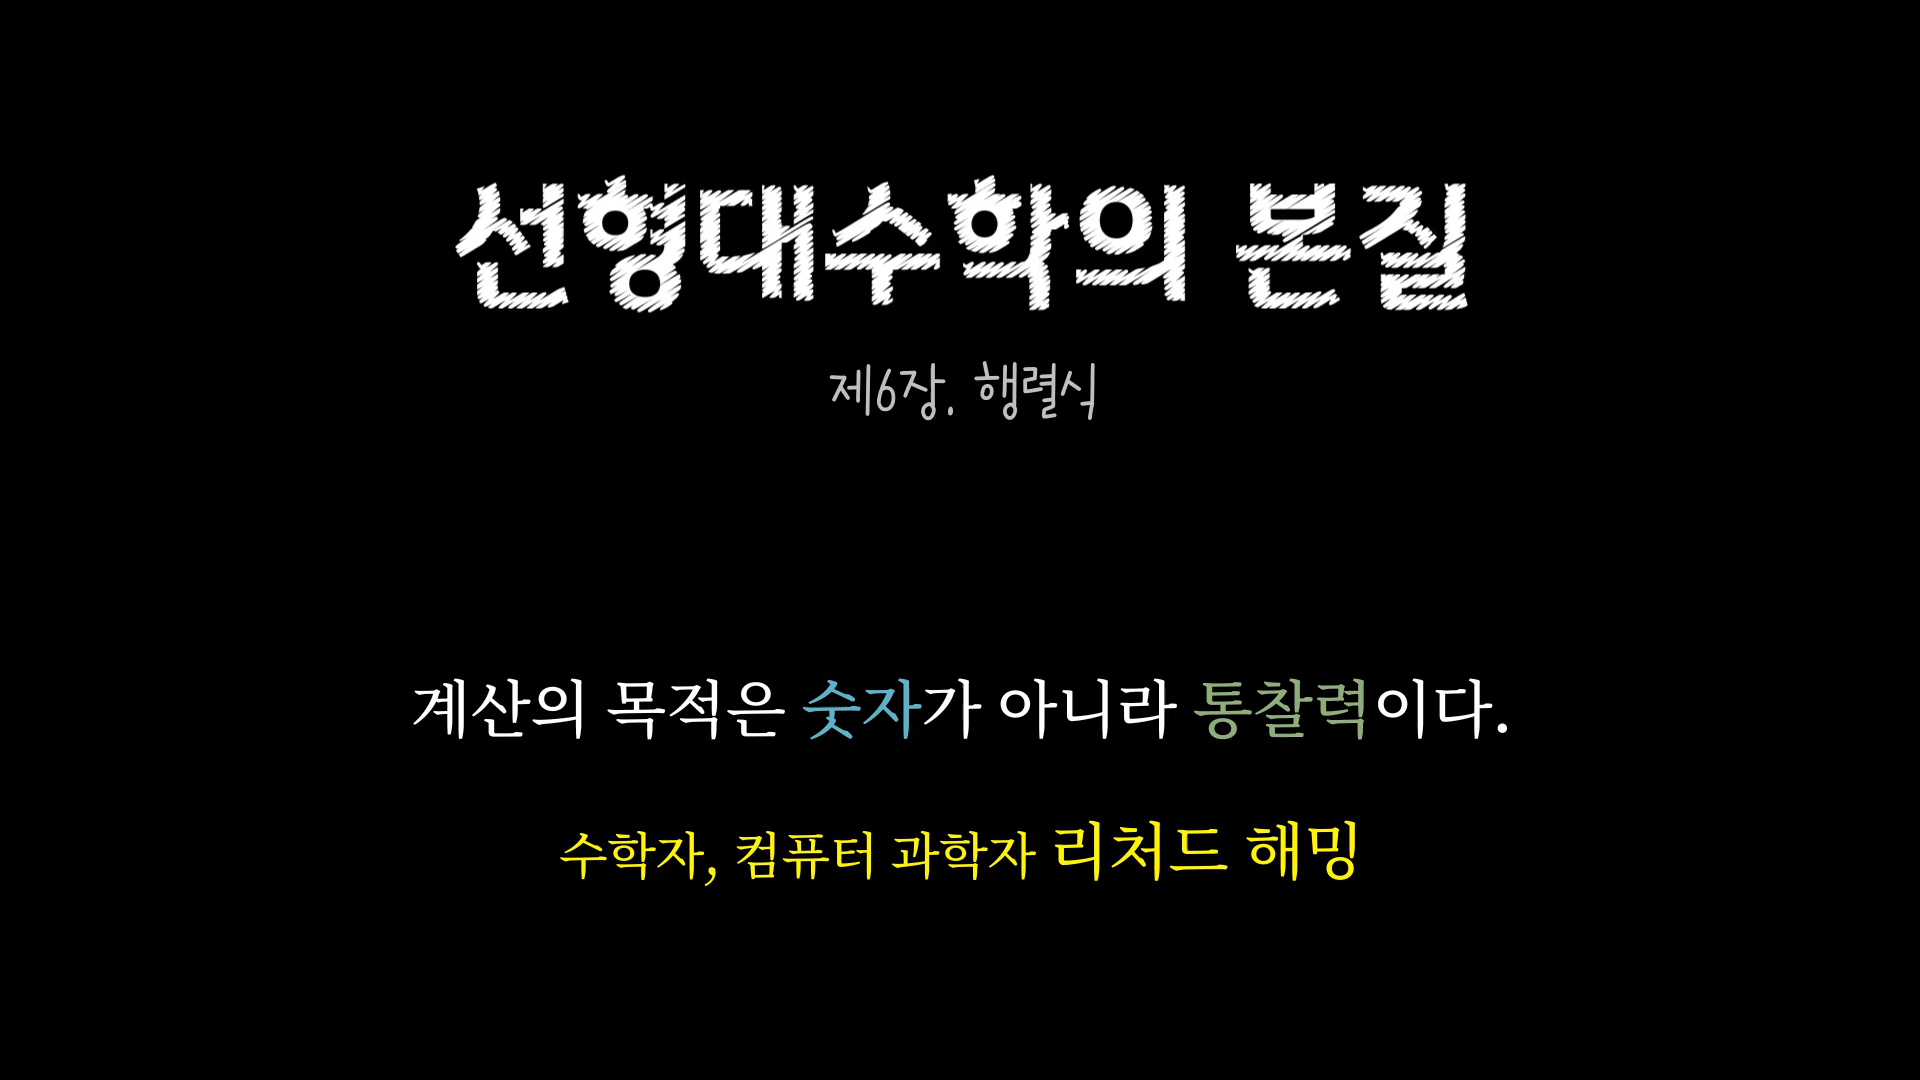 선형대수학의 본질
제6장. 행렬식
계산의 목적은 숫자가 아니라 통찰력이다.
수학자, 컴퓨터 과학자 리처드 해밍